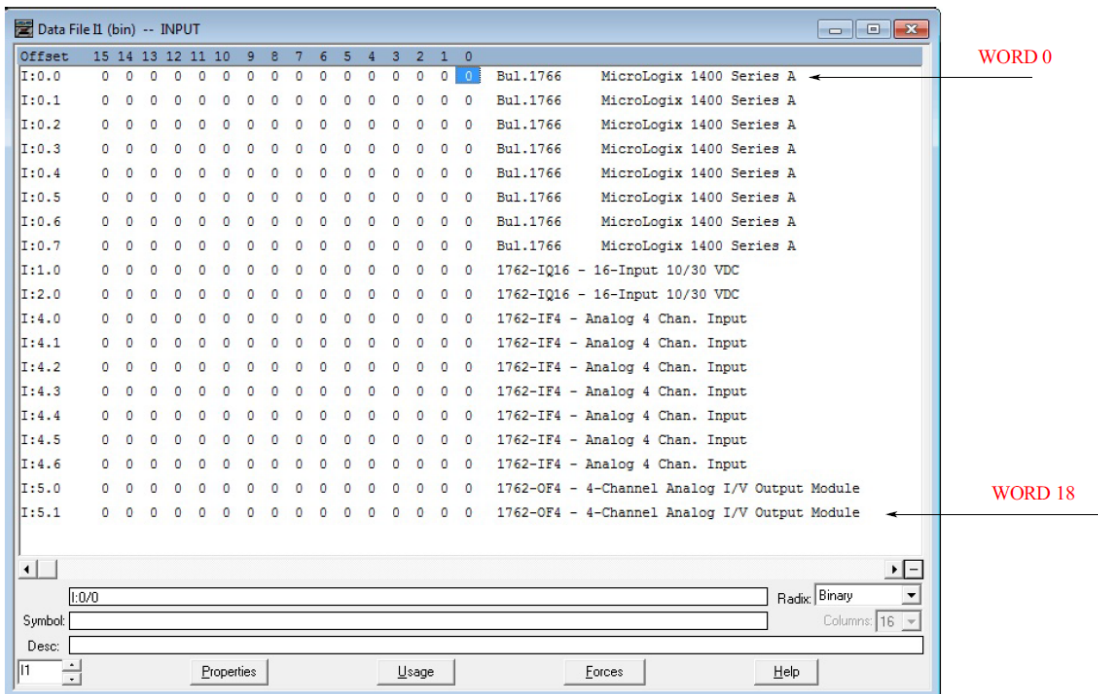 Data File I1 (bin) -- INPUT
Offset 15 14 13 12 11 10 9 8 7 6 5 4 3 2 1 0
I:0.0 0 0 0 0 0 0 0 0 0 0 0 0 0 0 0 0 Bul.1766 MicroLogix 1400 Series A
WORD 0
I:0.1 0 0 0 0 0 0 0 0 0 0 0 0 0 0 0 0 Bul.1766 MicroLogix 1400 Series A
I:0.2 0 0 0 0 0 0 0 0 0 0 0 0 0 0 0 0 Bul.1766 MicroLogix 1400 Series A
I:0.3 0 0 0 0 0 0 0 0 0 0 0 0 0 0 0 0 Bul.1766 MicroLogix 1400 Series A
I:0.4 0 0 0 0 0 0 0 0 0 0 0 0 0 0 0 0 Bul.1766 MicroLogix 1400 Series A
I:0.5 0 0 0 0 0 0 0 0 0 0 0 0 0 0 0 0 Bul.1766 MicroLogix 1400 Series A
I:0.6 0 0 0 0 0 0 0 0 0 0 0 0 0 0 0 0 Bul.1766 MicroLogix 1400 Series A
I:0.7 0 0 0 0 0 0 0 0 0 0 0 0 0 0 0 0 Bul.1766 MicroLogix 1400 Series A
I:1.0 0 0 0 0 0 0 0 0 0 0 0 0 0 0 0 0 1762-IQ16 - 16-Input 10/30 VDC
I:2.0 0 0 0 0 0 0 0 0 0 0 0 0 0 0 0 0 1762-IQ16 - 16-Input 10/30 VDC
I:4.0 0 0 0 0 0 0 0 0 0 0 0 0 0 0 0 0 1762-IF4 - Analog 4 Chan. Input
I:4.1 0 0 0 0 0 0 0 0 0 0 0 0 0 0 0 0 1762-IF4 - Analog 4 Chan. Input
I:4.2 0 0 0 0 0 0 0 0 0 0 0 0 0 0 0 0 1762-IF4 - Analog 4 Chan. Input
I:4.3 0 0 0 0 0 0 0 0 0 0 0 0 0 0 0 0 1762-IF4 - Analog 4 Chan. Input
I:4.4 0 0 0 0 0 0 0 0 0 0 0 0 0 0 0 0 1762-IF4 - Analog 4 Chan. Input
I:4.5 0 0 0 0 0 0 0 0 0 0 0 0 0 0 0 0 1762-IF4 - Analog 4 Chan. Input
I:4.6 0 0 0 0 0 0 0 0 0 0 0 0 0 0 0 0 1762-IF4 - Analog 4 Chan. Input
I:5.0 0 0 0 0 0 0 0 0 0 0 0 0 0 0 0 0 1762-OF4 - 4-Channel Analog I/V Output Module
WORD 18
I:5.1 0 0 0 0 0 0 0 0 0 0 0 0 0 0 0 0 1762-OF4 - 4-Channel Analog I/V Output Module
I:0/0
Radix: Binary
Symbol:
Columns: 16
Desc:
I1 Properties Usage Forces Help